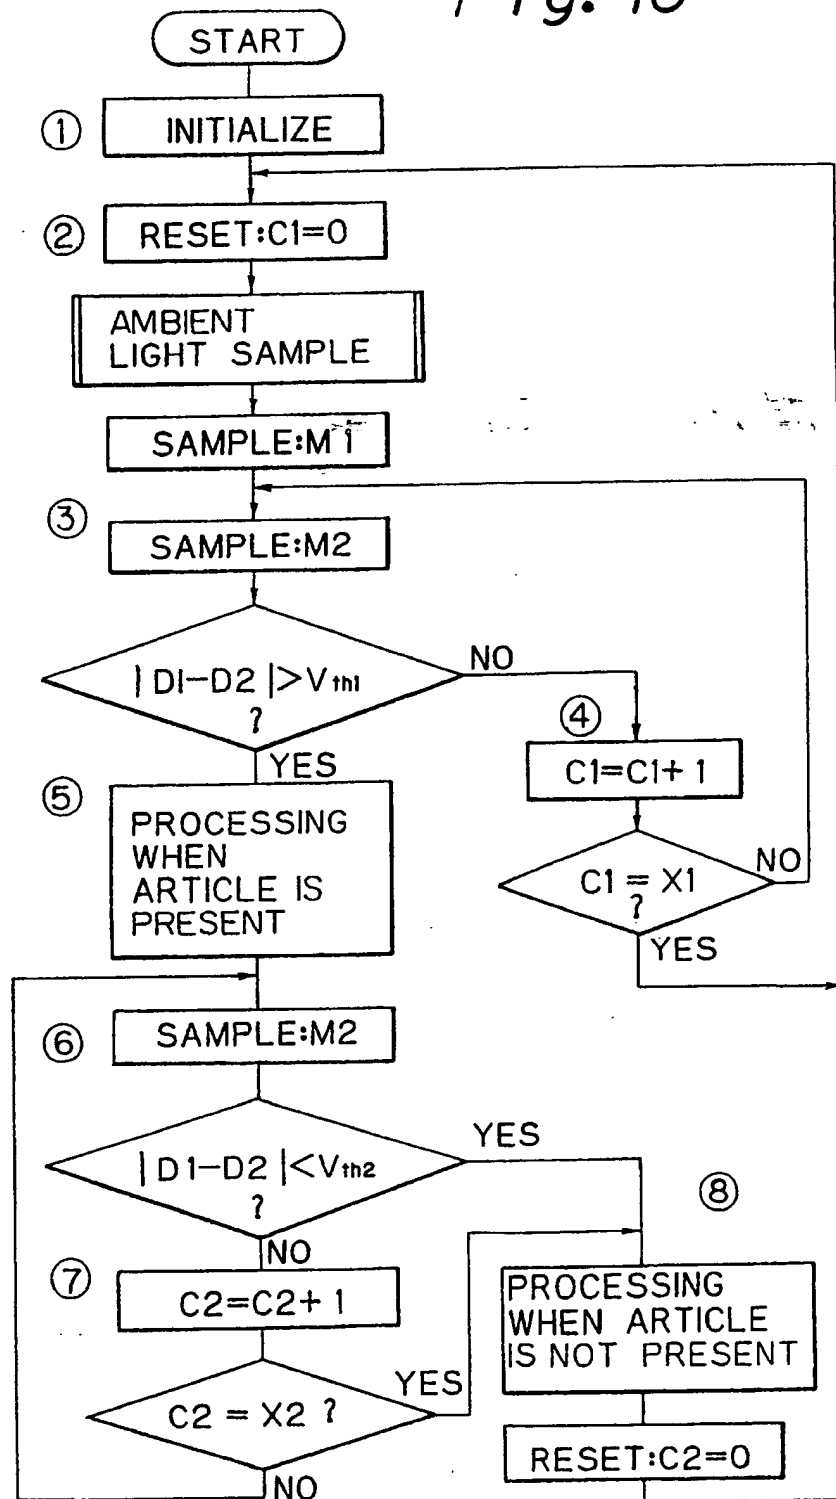 Fig. 10
START
① INITIALIZE
② RESET:C1=0
AMBIENT
LIGHT SAMPLE
SAMPLE:M1
③
SAMPLE:M2
|D1-D2|>Vth1
?
NO
YES
④
C1=C1+1
C1=X1
?
NO
YES
⑤
PROCESSING
WHEN
ARTICLE IS
PRESENT
⑥ SAMPLE:M2
|D1-D2|<Vth2
?
YES
NO
⑦
C2=C2+1
C2=X2 ?
YES
NO
⑧
PROCESSING
WHEN ARTICLE
IS NOT PRESENT
RESET:C2=0